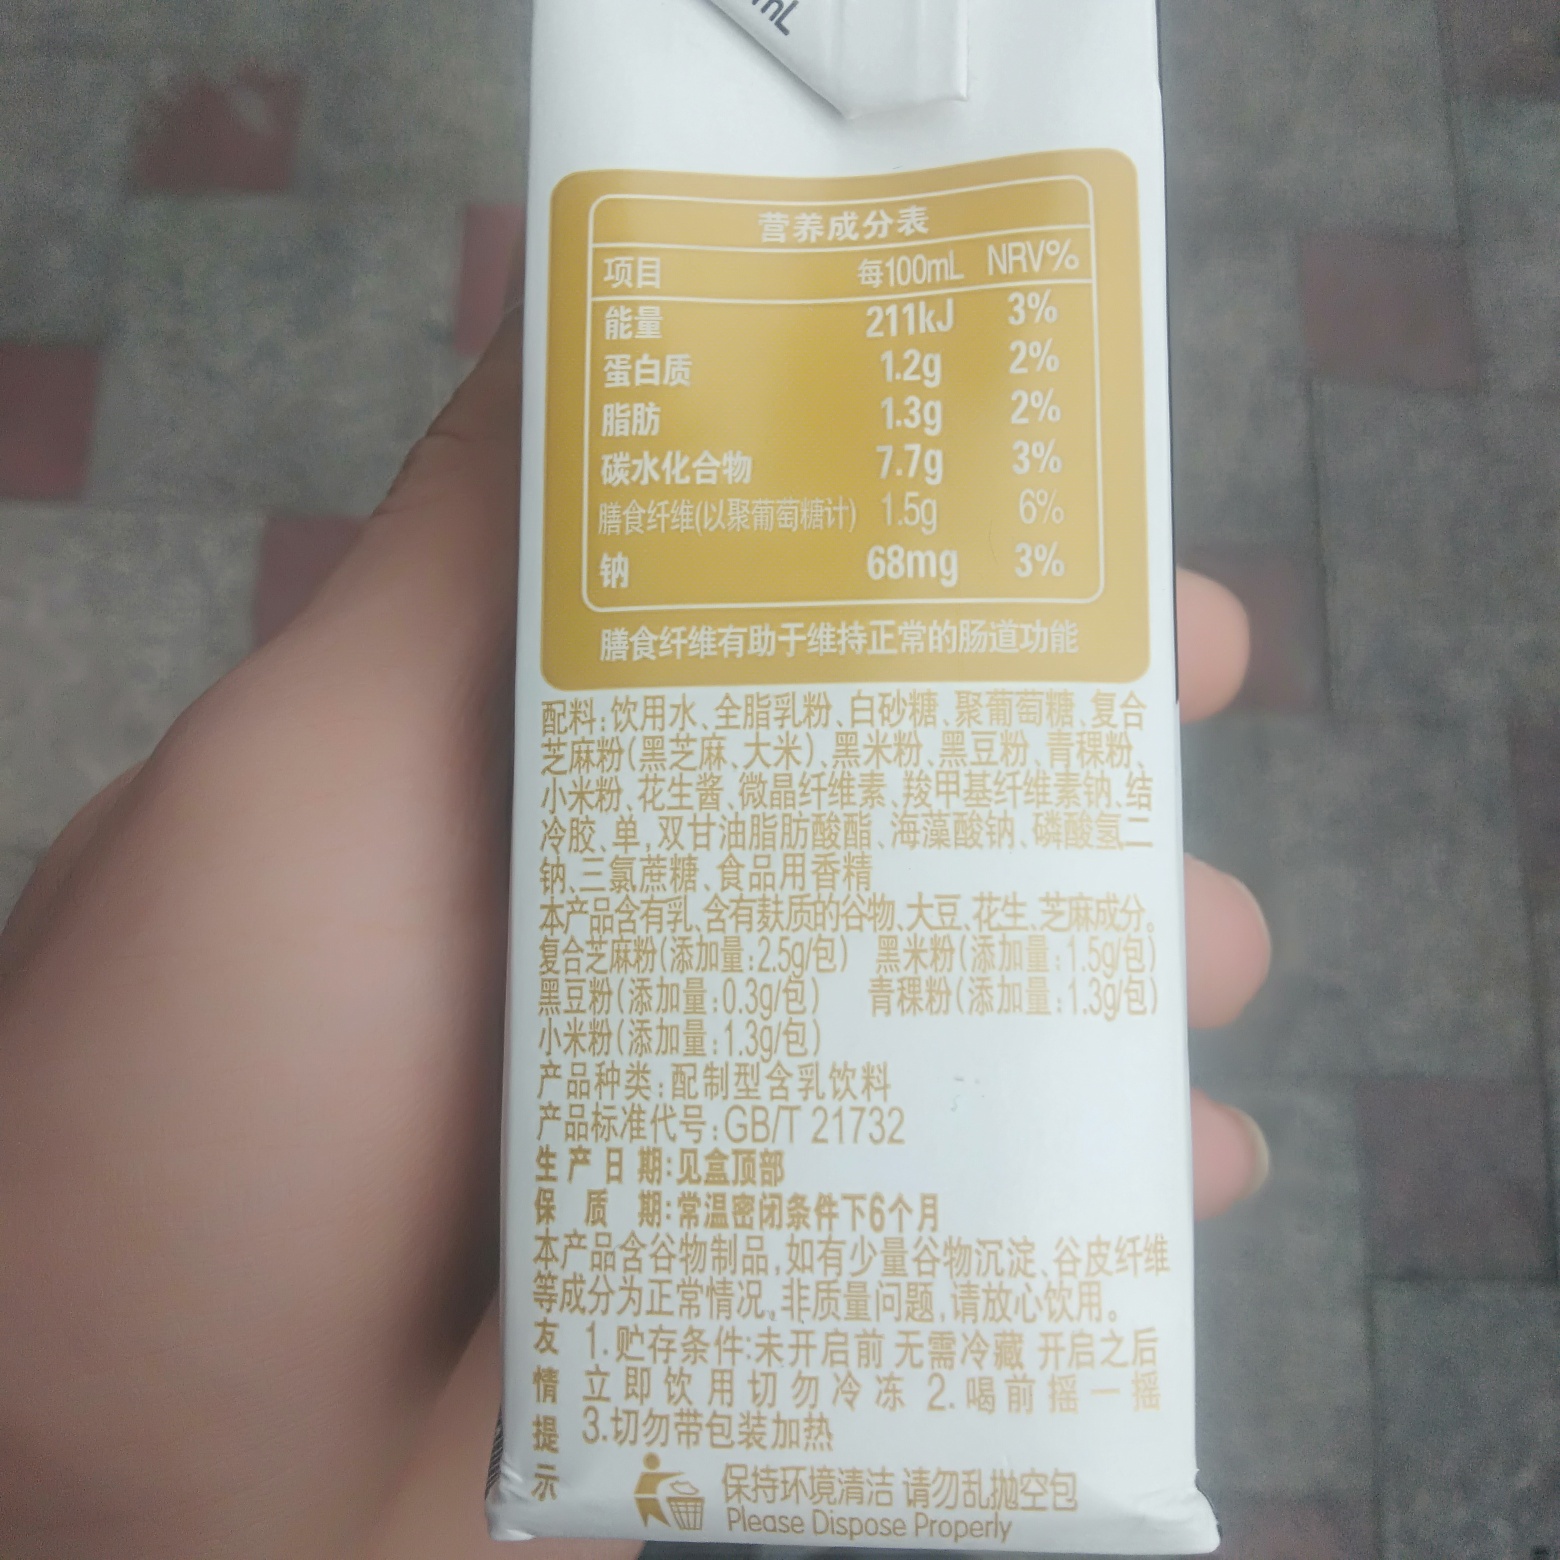 mL
营养成分表
项目 每100mL NRV%
能量 211kJ 3%
蛋白质 1.2g 2%
脂肪 1.3g 2%
碳水化合物 7.7g 3%
膳食纤维(以聚葡萄糖计) 1.5g 6%
钠 68mg 3%
膳食纤维有助于维持正常的肠道功能
配料:饮用水、全脂乳粉、白砂糖、聚葡萄糖、复合
芝麻粉(黑芝麻、大米)、黑米粉、黑豆粉、青稞粉、
小米粉、花生酱、微晶纤维素、羧甲基纤维素钠、结
冷胶、单,双甘油脂肪酸酯、海藻酸钠、磷酸氢二
钠、三氯蔗糖、食品用香精
本产品含有乳、含有麸质的谷物、大豆、花生、芝麻成分。
复合芝麻粉(添加量:2.5g/包) 黑米粉(添加量:1.5g/包)
黑豆粉(添加量:0.3g/包) 青稞粉(添加量:1.3g/包)
小米粉(添加量:1.3g/包)
产品种类:配制型含乳饮料
产品标准代号:GB/T 21732
生产日期:见盒顶部
保质期:常温密闭条件下6个月
本产品含谷物制品,如有少量谷物沉淀、谷皮纤维
等成分为正常情况,非质量问题,请放心饮用。
友情提示
1.贮存条件:未开启前 无需冷藏 开启之后
立即饮用切勿冷冻 2.喝前摇一摇
3.切勿带包装加热
保持环境清洁 请勿乱抛空包
Please Dispose Properly